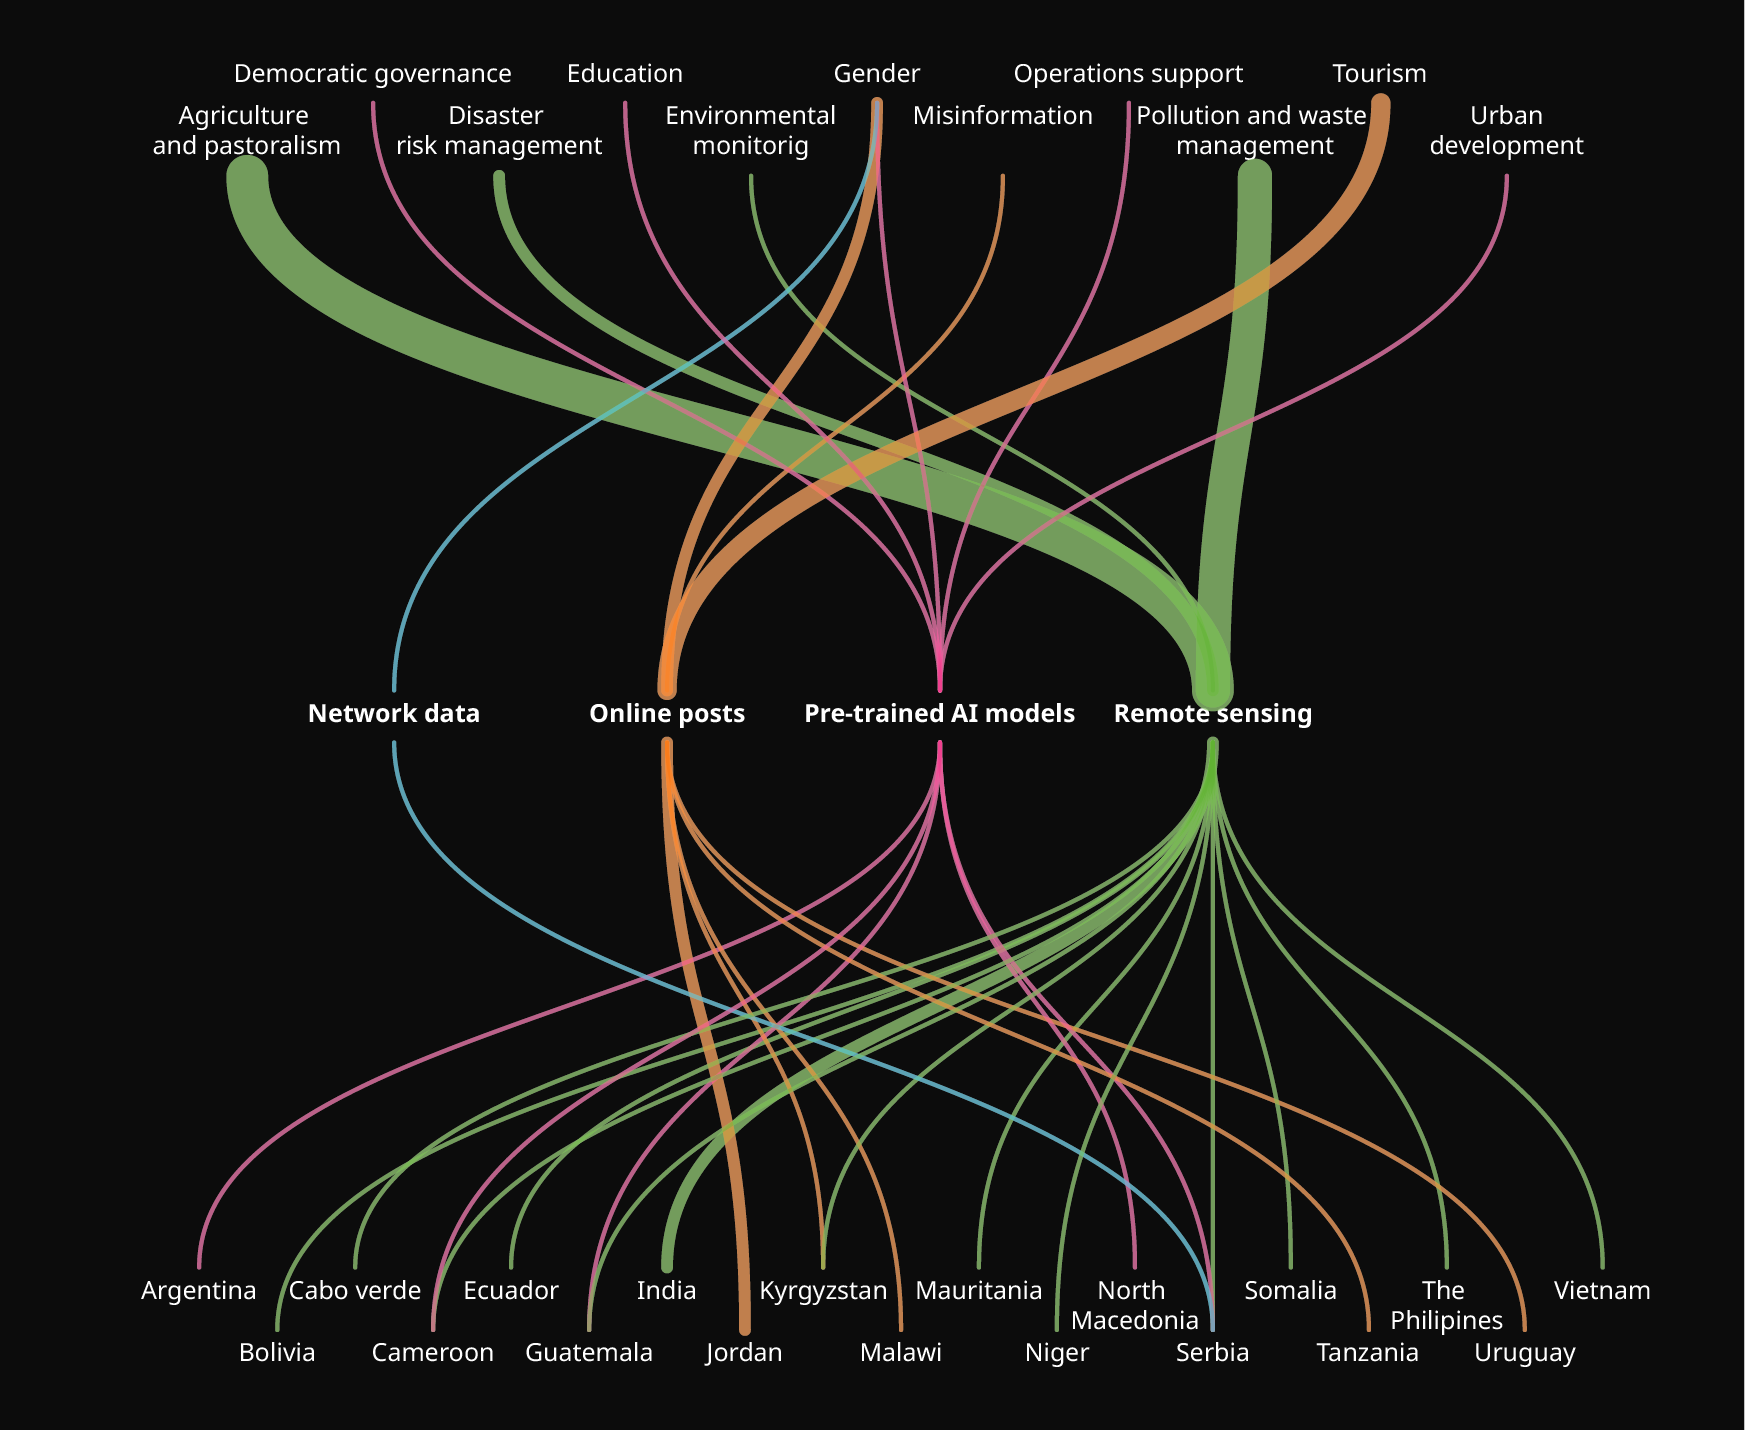 Democratic governance
Education
Gender
Operations support
Tourism
Agriculture
and pastoralism
Disaster
risk management
Environmental
monitorig
Misinformation
Pollution and waste
management
Urban
development
Network data
Online posts
Pre-trained AI models
Remote sensing
Argentina
Cabo verde
Ecuador
India
Kyrgyzstan
Mauritania
North
Macedonia
Somalia
The
Philipines
Vietnam
Bolivia
Cameroon
Guatemala
Jordan
Malawi
Niger
Serbia
Tanzania
Uruguay